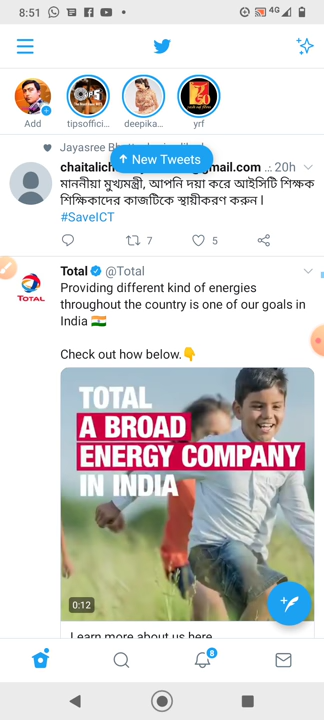 8:51
4G
Add
tipsoffici...
deepika...
yrf
Jayasree
chaitalich
@gmail.com ... 20h
↑ New Tweets
মাননীয়া মুখ্যমন্ত্রী, আপনি দয়া করে আইসিটি শিক্ষক
শিক্ষিকাদের কাজটিকে স্থায়ীকরণ করুন।
#SaveICT
7
5
Total @Total
TOTAL
Providing different kind of energies
throughout the country is one of our goals in
India 🇮🇳
Check out how below.👇
TOTAL
A BROAD
ENERGY COMPANY
IN INDIA
0:12
Learn more about us here
8